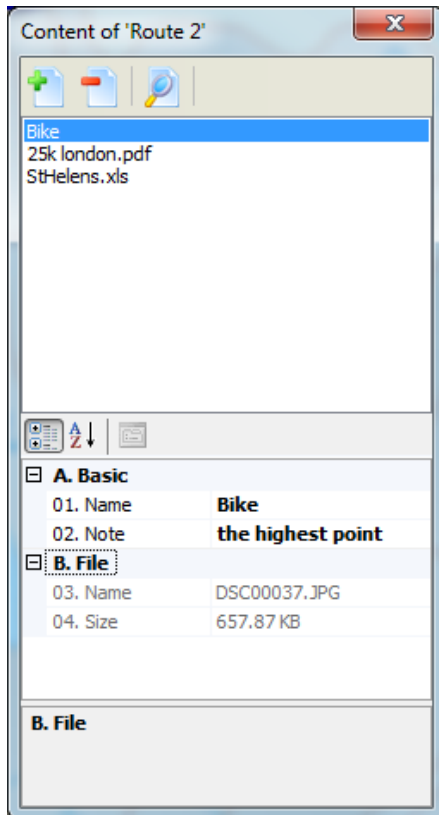 Content of 'Route 2'
Bike
25k london.pdf
StHelens.xls
A
Z
A. Basic
01. Name Bike
02. Note the highest point
B. File
03. Name DSC00037.JPG
04. Size 657.87 KB
B. File